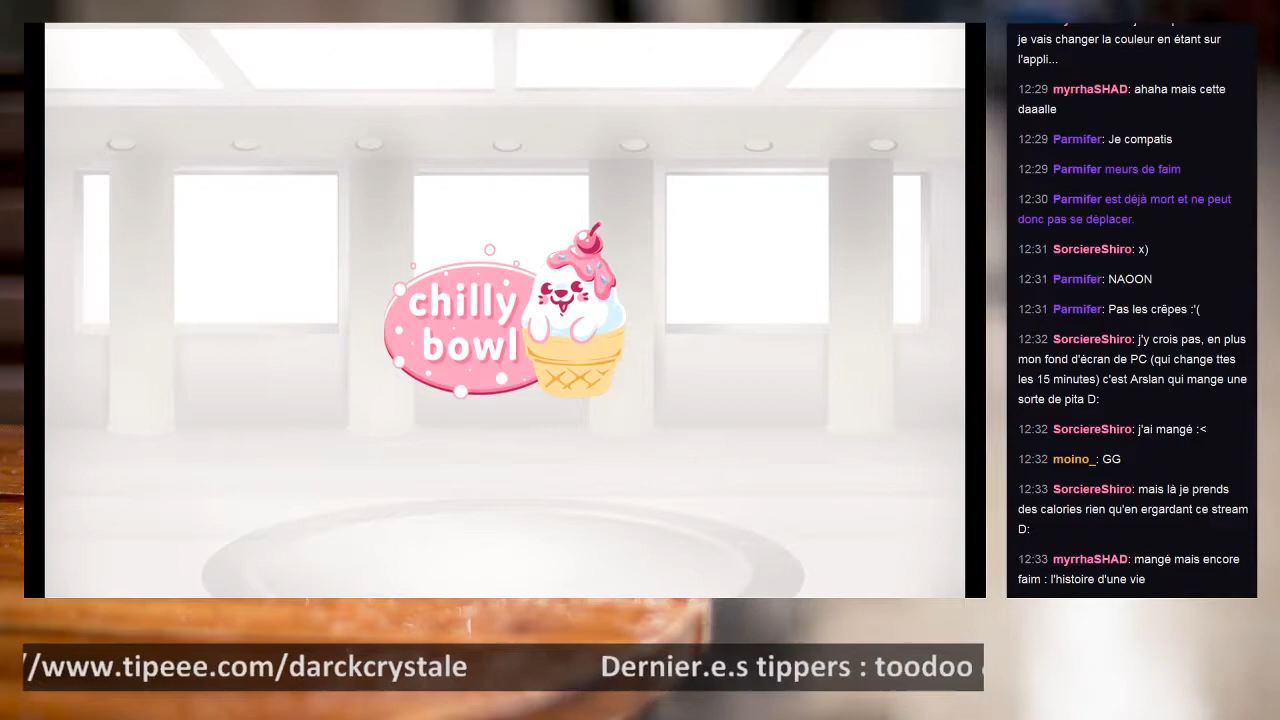 chilly
bowl
je vais changer la couleur en étant sur
l'appli...
12:29 myrrhaSHAD: ahaha mais cette
daaalle
12:29 Parmifer: Je compatis
12:29 Parmifer meurs de faim
12:30 Parmifer est déjà mort et ne peut
donc pas se déplacer.
12:31 SorciereShiro: x)
12:31 Parmifer: NAOON
12:31 Parmifer: Pas les crêpes :'(
12:32 SorciereShiro: j'y crois pas, en plus
mon fond d'écran de PC (qui change ttes
les 15 minutes) c'est Arslan qui mange une
sorte de pita D:
12:32 SorciereShiro: j'ai mangé :<
12:32 moino_: GG
12:33 SorciereShiro: mais là je prends
des calories rien qu'en ergardant ce stream
D:
12:33 myrrhaSHAD: mangé mais encore
faim : l'histoire d'une vie
//www.tipeee.com/darckcrystale Dernier.e.s tippers : toodoo